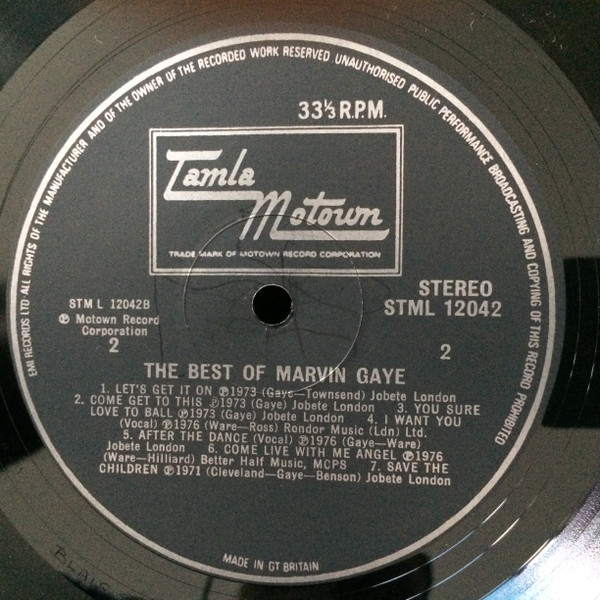 EMI RECORDS LTD ALL RIGHTS OF THE MANUFACTURER AND OF THE OWNER OF THE RECORDED WORK RESERVED UNAUTHORISED PUBLIC PERFORMANCE BROADCASTING AND COPYING OF THIS RECORD PROHIBITED
33⅓ R.P.M.
Tamla
Motown
TRADE MARK OF MOTOWN RECORD CORPORATION
STM L 12042B
℗ Motown Record
Corporation
2
STEREO
STML 12042
2
THE BEST OF MARVIN GAYE
1. LET'S GET IT ON ℗1973 (Gaye—Townsend) Jobete London
2. COME GET TO THIS ℗1973 (Gaye) Jobete London 3. YOU SURE
LOVE TO BALL ℗1973 (Gaye) Jobete London 4. I WANT YOU
(Vocal) ℗1976 (Ware—Ross) Rondor Music (Ldn) Ltd.
5. AFTER THE DANCE (Vocal) ℗1976 (Gaye—Ware)
Jobete London 6. COME LIVE WITH ME ANGEL ℗1976
(Ware—Hilliard) Better Half Music, MCPS 7. SAVE THE
CHILDREN ℗1971 (Cleveland—Gaye—Benson) Jobete London
MADE IN GT BRITAIN